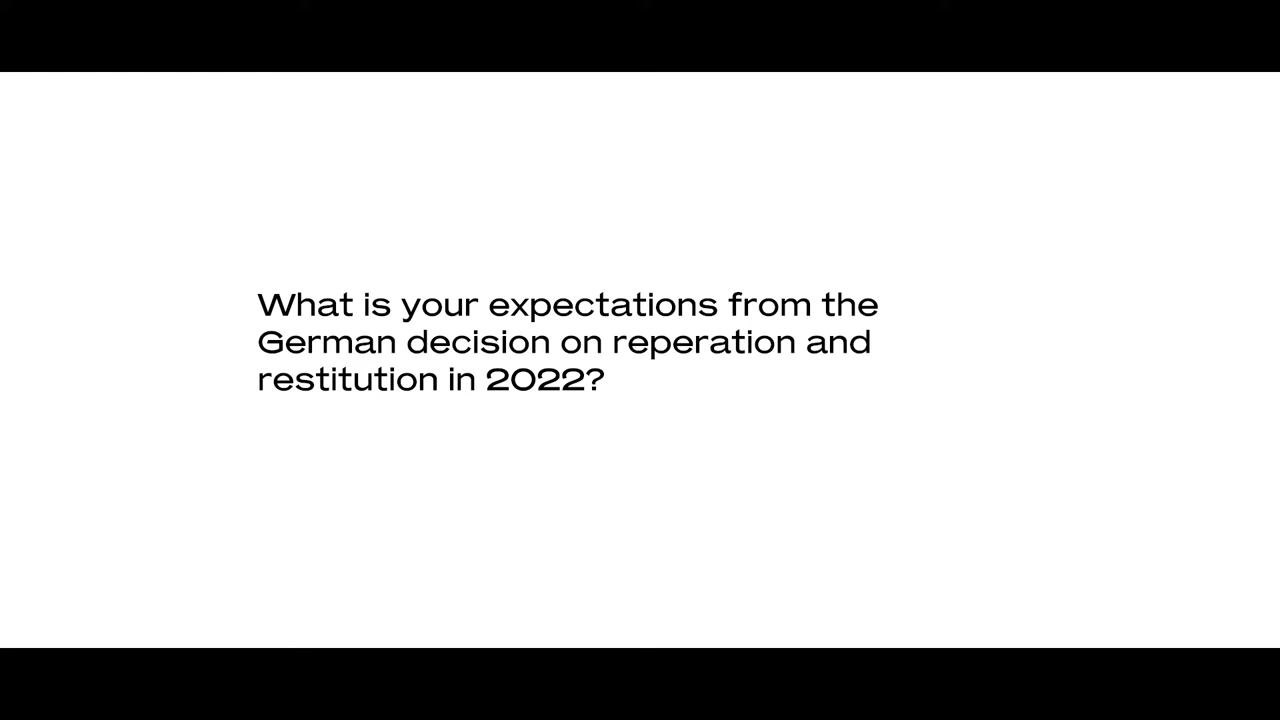 What is your expectations from the
German decision on reperation and
restitution in 2022?